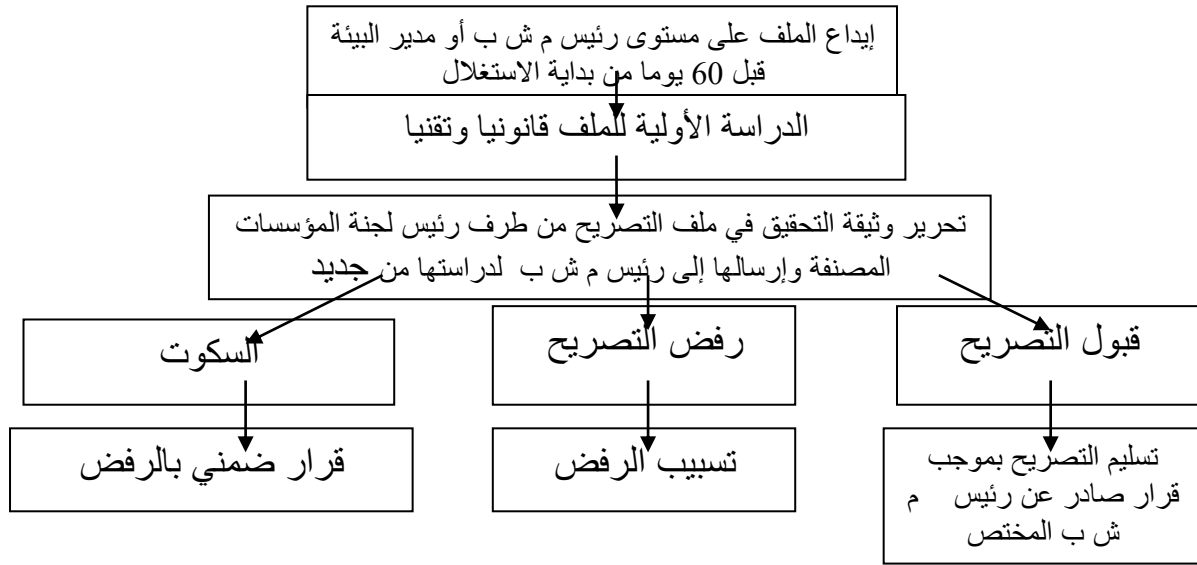 إيداع الملف على مستوى رئيس م ش ب أو مدير البيئة
قبل 60 يوما من بداية الاستغلال
الدراسة الأولية للملف قانونيا وتقنيا
تحرير وثيقة التحقيق في ملف التصريح من طرف رئيس لجنة المؤسسات
المصنفة وإرسالها إلى رئيس م ش ب لدراستها من جديد
قبول التصريح
رفض التصريح
السكوت
تسليم التصريح بموجب
قرار صادر عن رئيس م
ش ب المختص
تسبيب الرفض
قرار ضمني بالرفض